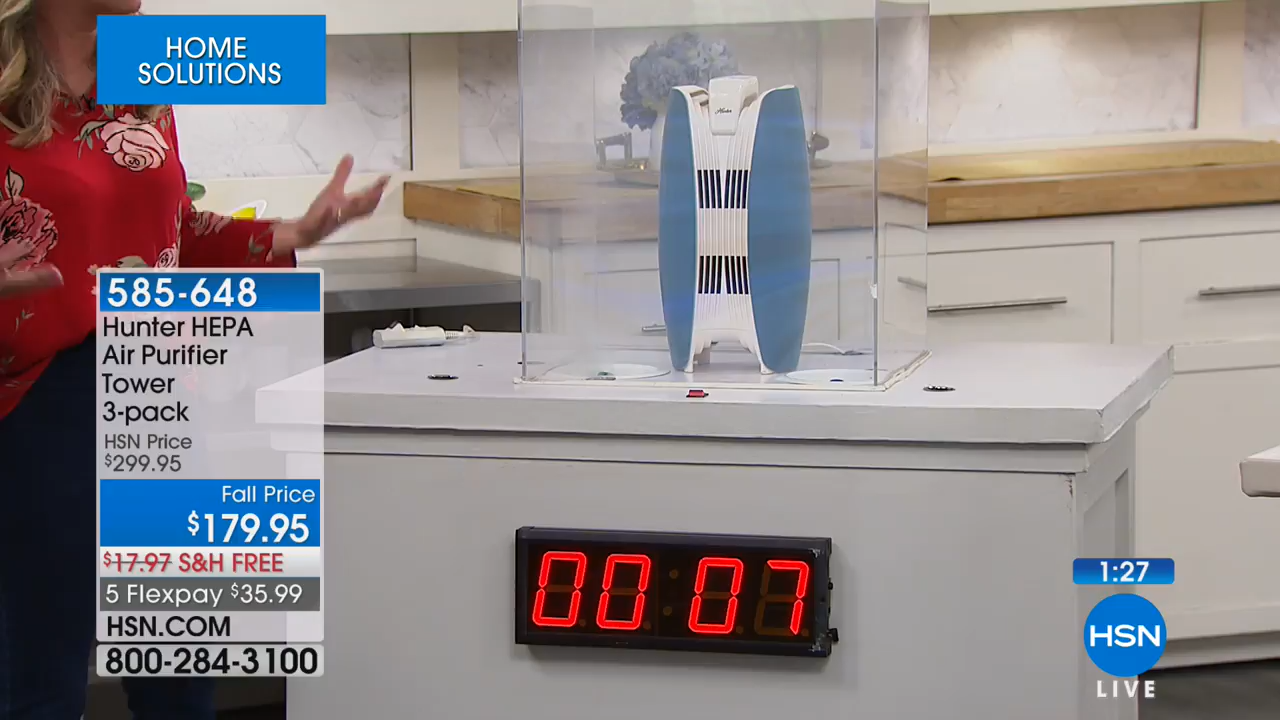 HOME
SOLUTIONS
585-648
Hunter HEPA
Air Purifier
Tower
3-pack
HSN Price
$299.95
Fall Price
$179.95
$17.97 S&H FREE
5 Flexpay $35.99
HSN.COM
800-284-3100
Hunter
00:07
1:27
HSN
LIVE